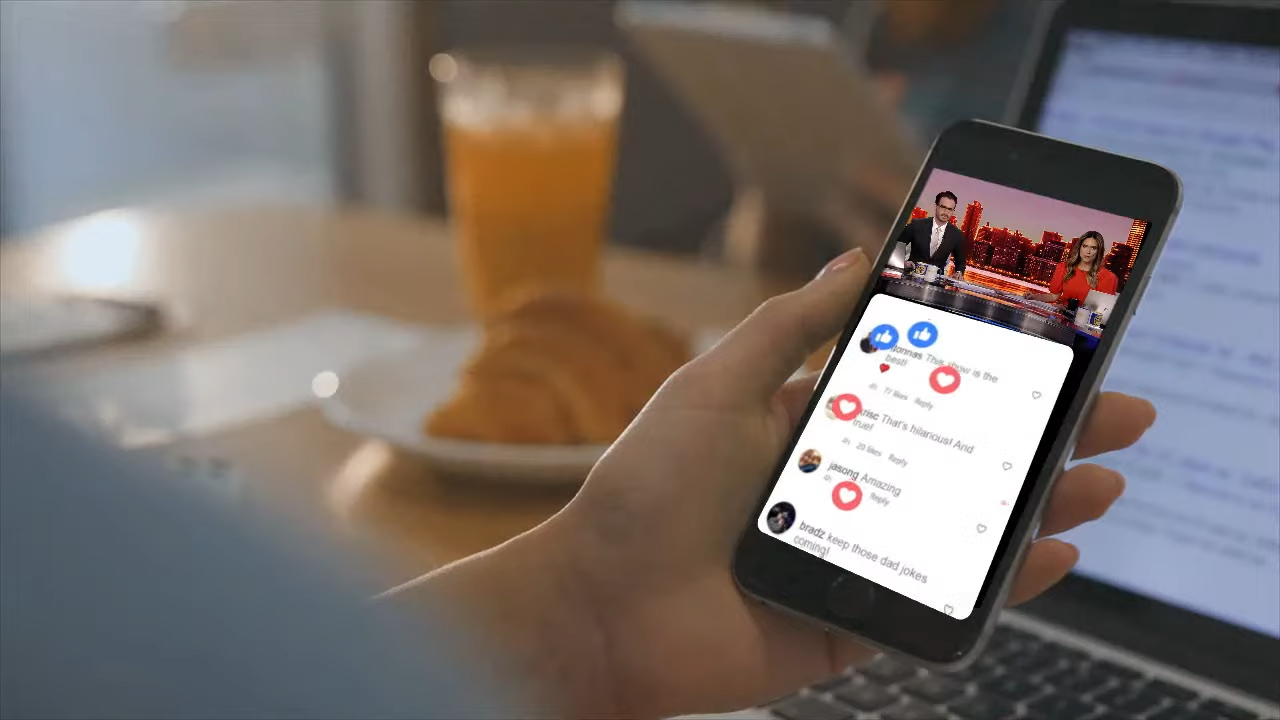 This show is the
best!
77 likes Reply
That's hilarious! And
true!
4h 20 likes Reply
jasong Amazing
Reply
bradz keep those dad jokes
coming!